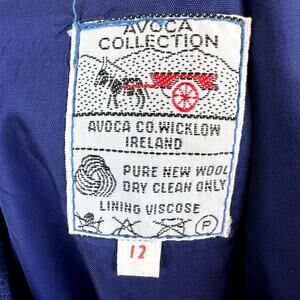 AVOCA
COLLECTION
AVOCA CO. WICKLOW
IRELAND
PURE NEW WOOL
DRY CLEAN ONLY
LINING VISCOSE
P
12